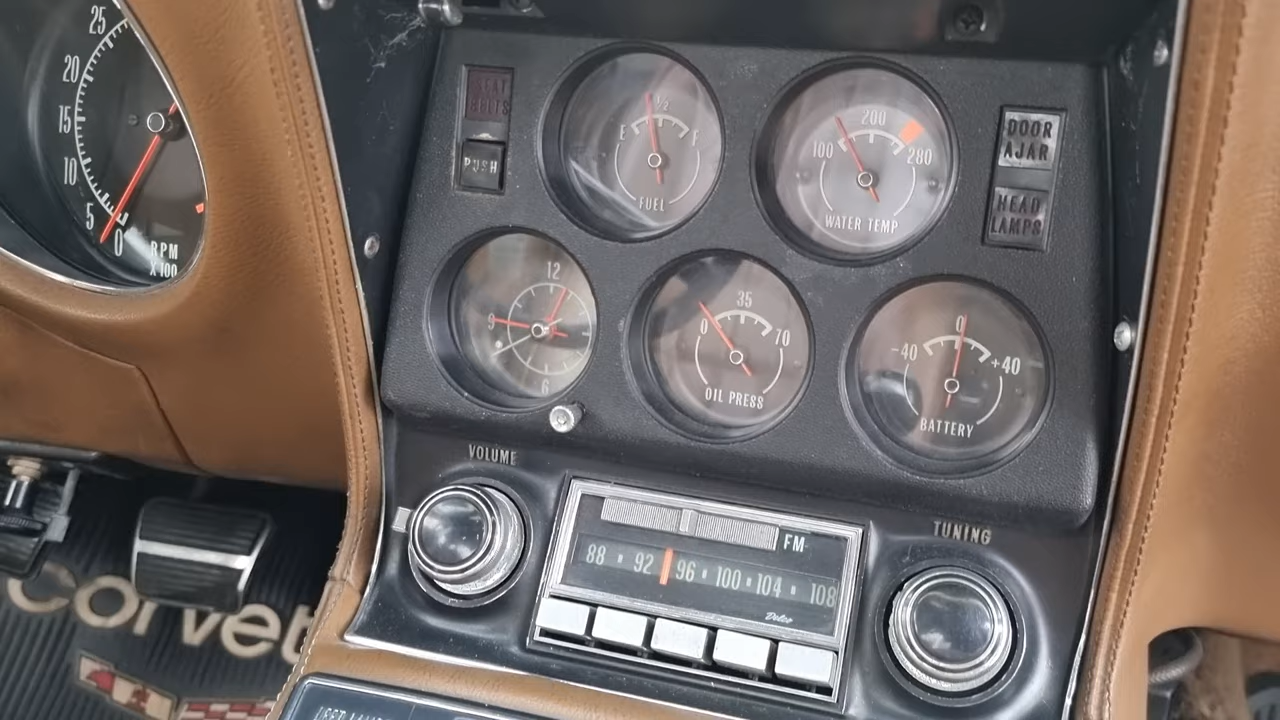 25
20
15
10
5
0
RPM
X 100
SEAT
BELTS
PUSH
E ½ F
FUEL
100 200 280
WATER TEMP
DOOR
AJAR
HEAD
LAMPS
12
9
6
0 35 70
OIL PRESS
-40 0 +40
BATTERY
VOLUME
FM
88 92 96 100 104 108
Delco
TUNING
Corvet